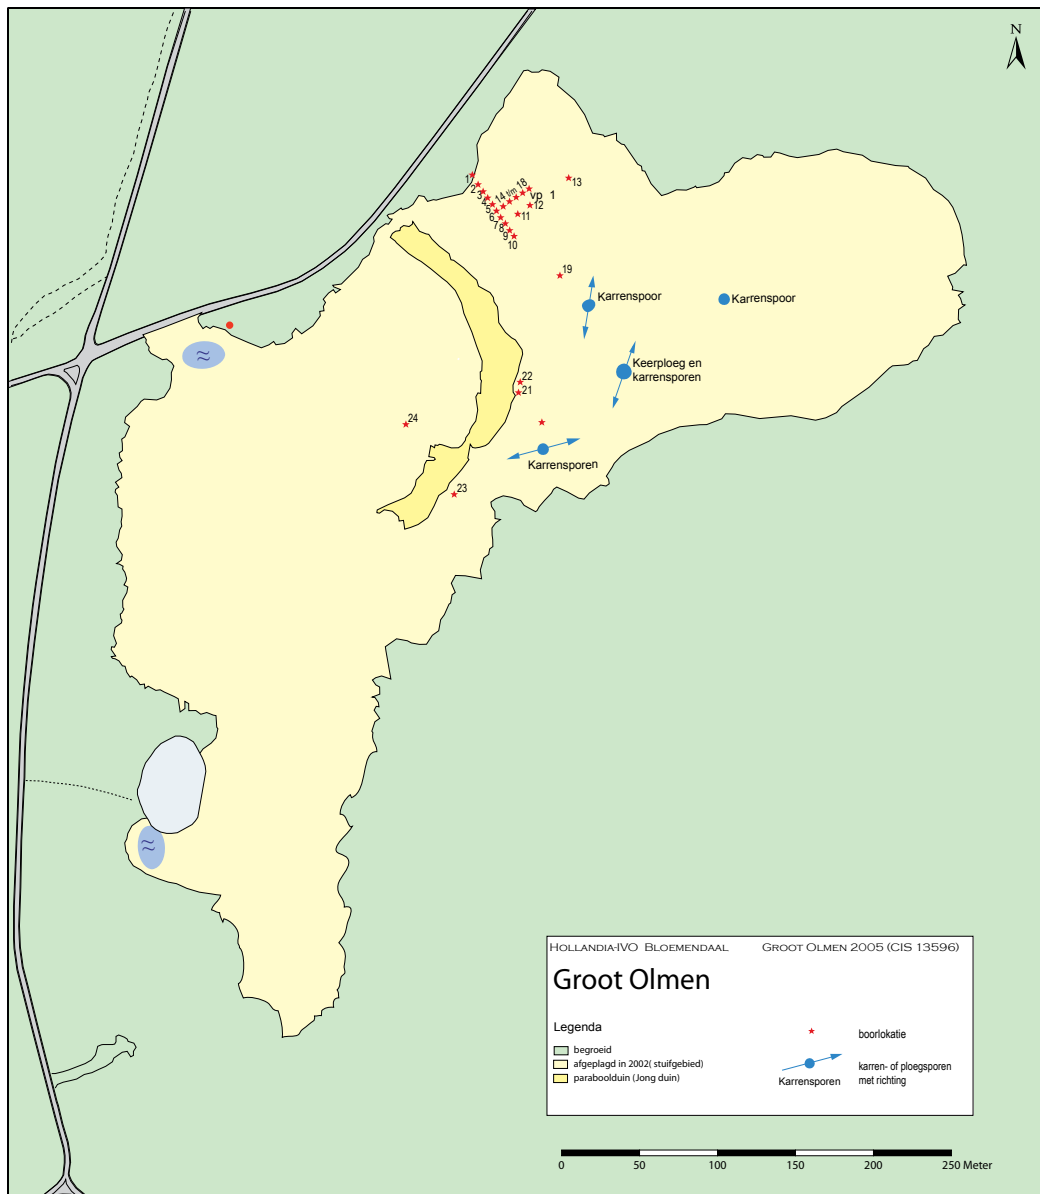 N
1
2
3
4
5
6
7
8
9
10
14 t/m 18
vp 1
12
11
13
19
Karrenspoor
Karrenspoor
Keerploeg en
karrensporen
22
21
24
Karrensporen
23
≈
≈
HOLLANDIA-IVO BLOEMENDAAL GROOT OLMEN 2005 (CIS 13596)
Groot Olmen
Legenda
begroeid
afgeplagd in 2002( stuifgebied)
paraboolduin (Jong duin)
boorlokatie
karren- of ploegsporen
met richting
Karrensporen
0 50 100 150 200 250 Meter